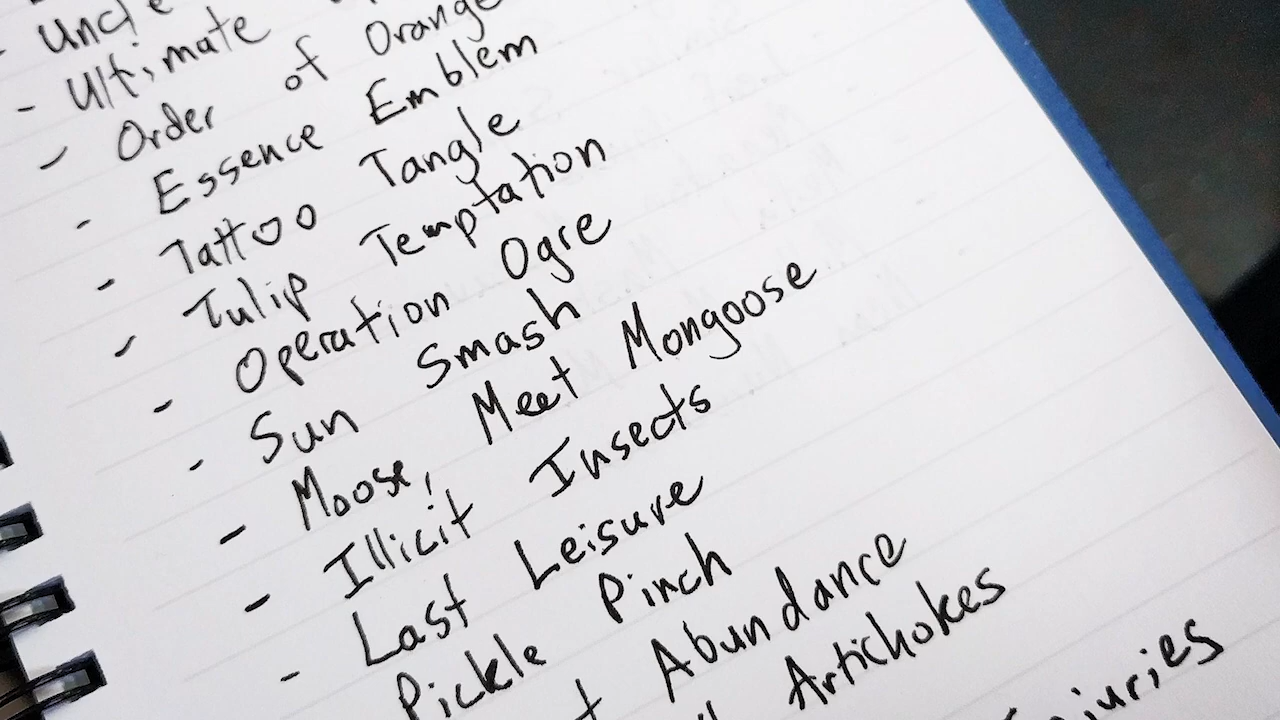 - Uncle
- Ultimate
- Order of Orange
- Essence Emblem
- Tattoo Tangle
- Tulip Temptation
- Operation Ogre
- Sun Smash
- Moose, Meet Mongoose
- Illicit Insects
- Last Leisure
- Pickle Pinch
Abundance
Artichokes